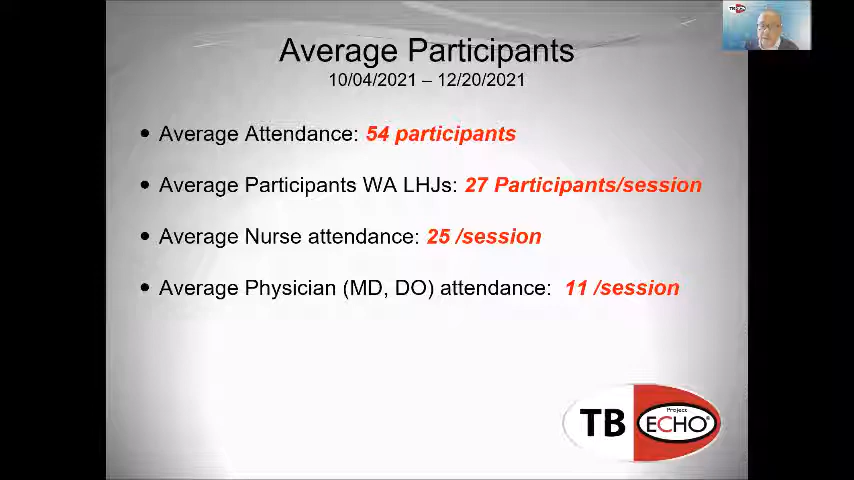 Average Participants
10/04/2021 – 12/20/2021
• Average Attendance: 54 participants
• Average Participants WA LHJs: 27 Participants/session
• Average Nurse attendance: 25 /session
• Average Physician (MD, DO) attendance: 11 /session
TB
Project
ECHO®